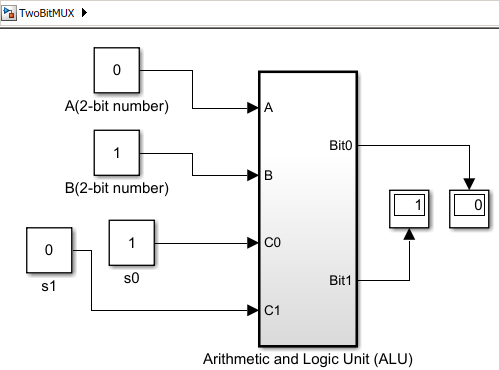 TwoBitMUX
0
A(2-bit number)
A
Bit0
1
B(2-bit number)
B
1
0
0
s1
1
s0
C0
Bit1
C1
Arithmetic and Logic Unit (ALU)